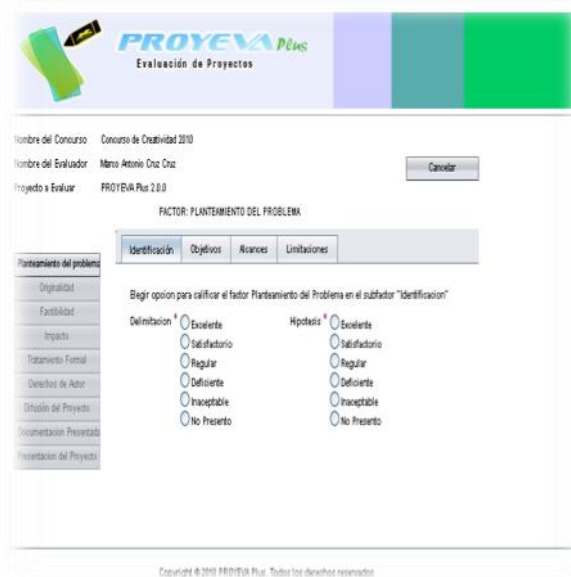 PROYEVA Plus
Evaluación de Proyectos
Nombre del Concurso Concurso de Creatividad 2010
Nombre del Evaluador Marco Antonio Cruz Cruz
Cancelar
Proyecto a Evaluar PROYEVA Plus 2.0.0
FACTOR: PLANTEAMIENTO DEL PROBLEMA
Identificación Objetivos Alcances Limitaciones
Planteamiento del problema
Originalidad
Factibilidad
Impacto
Tratamiento Formal
Derechos de Autor
Difusión del Proyecto
Documentacion Presentada
Presentacion del Proyecto
Elegir opcion para calificar el factor Planteamiento del Problema en el subfactor "Identificacion"
Delimitacion * Excelente Hipotesis * Excelente
Satisfactorio Satisfactorio
Regular Regular
Deficiente Deficiente
Inaceptable Inaceptable
No Presento No Presento
Copyright © 2010 PROYEVA Plus. Todos los derechos reservados